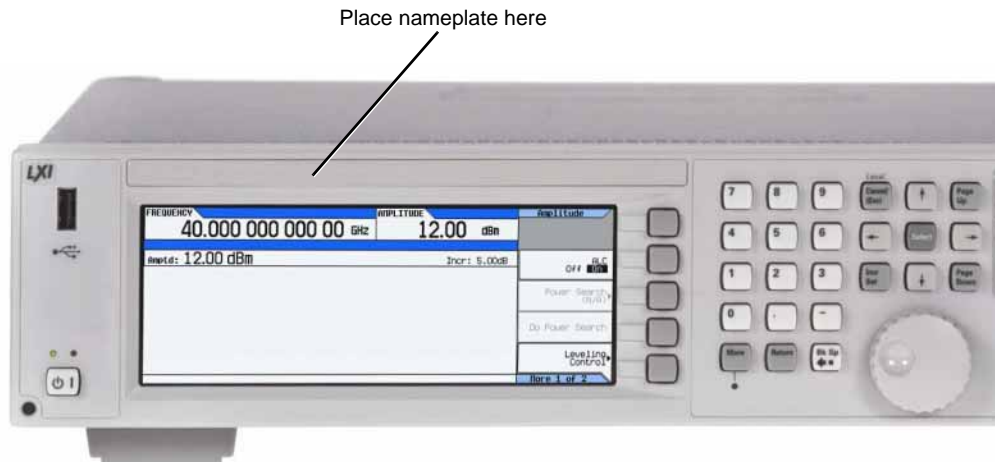 Place nameplate here
LXI
FREQUENCY
40.000 000 000 00 GHz
AMPLITUDE
12.00 dBm
Amptd: 12.00 dBm
Incr: 5.00dB
Amplitude
ALC
Off On
Power Search
(N/A)
Do Power Search
Leveling
Control
More 1 of 2
Local
7 8 9 Cancel (Esc) Page Up
4 5 6 Select
1 2 3 Incr Set Page Down
0 . -
More Return Bk Sp